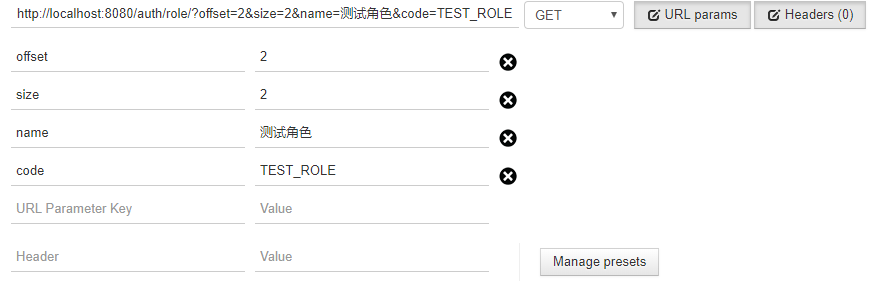 http://localhost:8080/auth/role/?offset=2&size=2&name=测试角色&code=TEST_ROLE GET URL params Headers (0)
offset 2
size 2
name 测试角色
code TEST_ROLE
URL Parameter Key Value
Header Value Manage presets